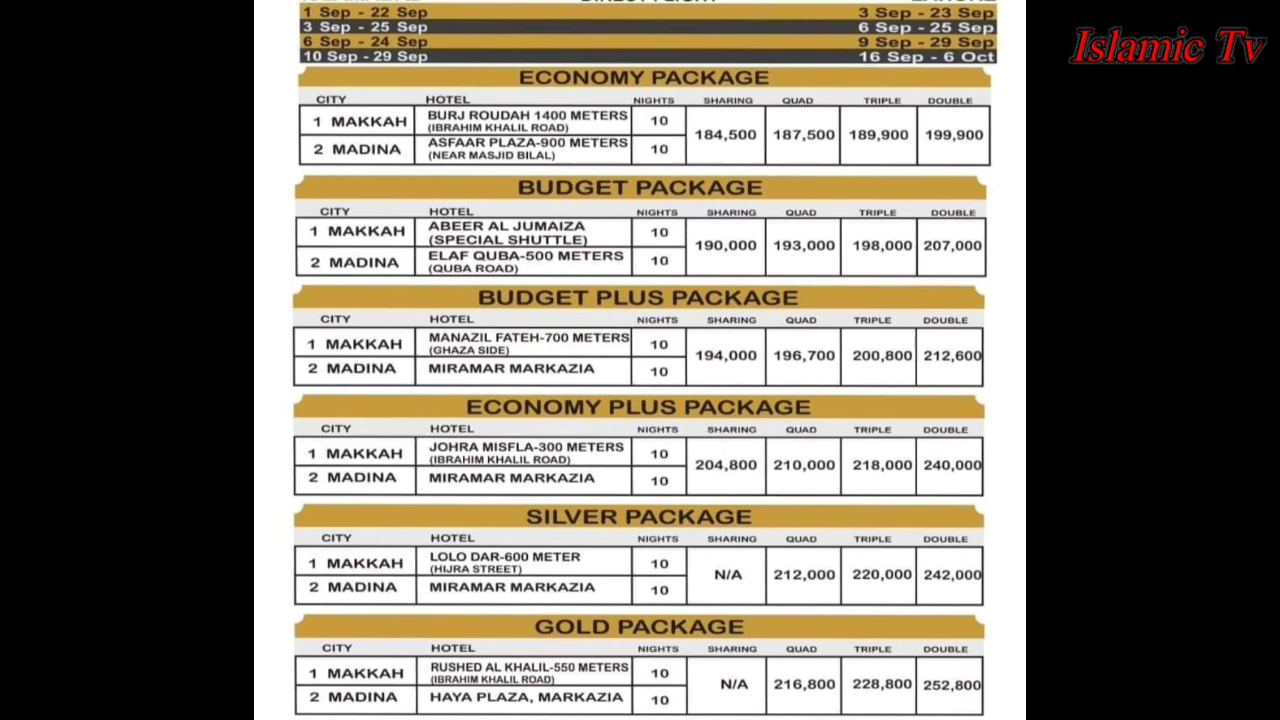 DIRECT FLIGHT
1 Sep - 22 Sep 3 Sep - 23 Sep
3 Sep - 25 Sep 6 Sep - 25 Sep
6 Sep - 24 Sep 9 Sep - 29 Sep
10 Sep - 29 Sep 16 Sep - 6 Oct
Islamic Tv
ECONOMY PACKAGE
CITY HOTEL NIGHTS SHARING QUAD TRIPLE DOUBLE
1 MAKKAH BURJ ROUDAH 1400 METERS 10
(IBRAHIM KHALIL ROAD)
184,500 187,500 189,900 199,900
2 MADINA ASFAAR PLAZA-900 METERS 10
(NEAR MASJID BILAL)
BUDGET PACKAGE
CITY HOTEL NIGHTS SHARING QUAD TRIPLE DOUBLE
1 MAKKAH ABEER AL JUMAIZA 10
(SPECIAL SHUTTLE)
190,000 193,000 198,000 207,000
2 MADINA ELAF QUBA-500 METERS 10
(QUBA ROAD)
BUDGET PLUS PACKAGE
CITY HOTEL NIGHTS SHARING QUAD TRIPLE DOUBLE
1 MAKKAH MANAZIL FATEH-700 METERS 10
(GHAZA SIDE)
194,000 196,700 200,800 212,600
2 MADINA MIRAMAR MARKAZIA 10
ECONOMY PLUS PACKAGE
CITY HOTEL NIGHTS SHARING QUAD TRIPLE DOUBLE
1 MAKKAH JOHRA MISFLA-300 METERS 10
(IBRAHIM KHALIL ROAD)
204,800 210,000 218,000 240,000
2 MADINA MIRAMAR MARKAZIA 10
SILVER PACKAGE
CITY HOTEL NIGHTS SHARING QUAD TRIPLE DOUBLE
1 MAKKAH LOLO DAR-600 METER 10
(HIJRA STREET)
N/A 212,000 220,000 242,000
2 MADINA MIRAMAR MARKAZIA 10
GOLD PACKAGE
CITY HOTEL NIGHTS SHARING QUAD TRIPLE DOUBLE
1 MAKKAH RUSHED AL KHALIL-550 METERS 10
(IBRAHIM KHALIL ROAD)
N/A 216,800 228,800 252,800
2 MADINA HAYA PLAZA, MARKAZIA 10